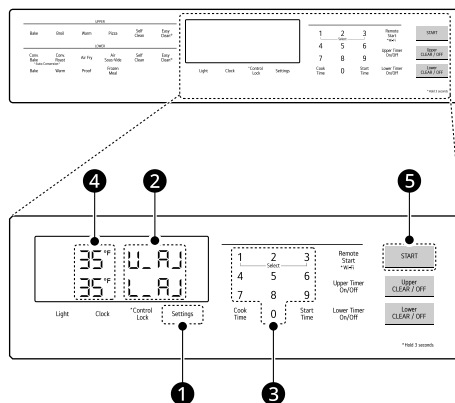 UPPER
Bake Broil Warm Pizza Self Clean Easy Clean*
LOWER
Conv. Bake Conv. Roast Air Fry Air Sous-Vide Self Clean Easy Clean*
* Auto Conversion*
Bake Warm Proof Frozen Meal
Light Clock *Control Lock Settings
1 2 3
Select
4 5 6
7 8 9
Cook Time 0 Start Time
Remote Start
*Wi-Fi
Upper Timer On/Off
Lower Timer On/Off
START
Upper CLEAR / OFF
Lower CLEAR / OFF
*Hold 3 seconds
4 2 5
35°F U_ AJ
35°F L_ AJ
Light Clock *Control Lock Settings
1 2 3
Select
4 5 6
7 8 9
Cook Time 0 Start Time
Remote Start
*Wi-Fi
Upper Timer On/Off
Lower Timer On/Off
START
Upper CLEAR / OFF
Lower CLEAR / OFF
*Hold 3 seconds
1 3